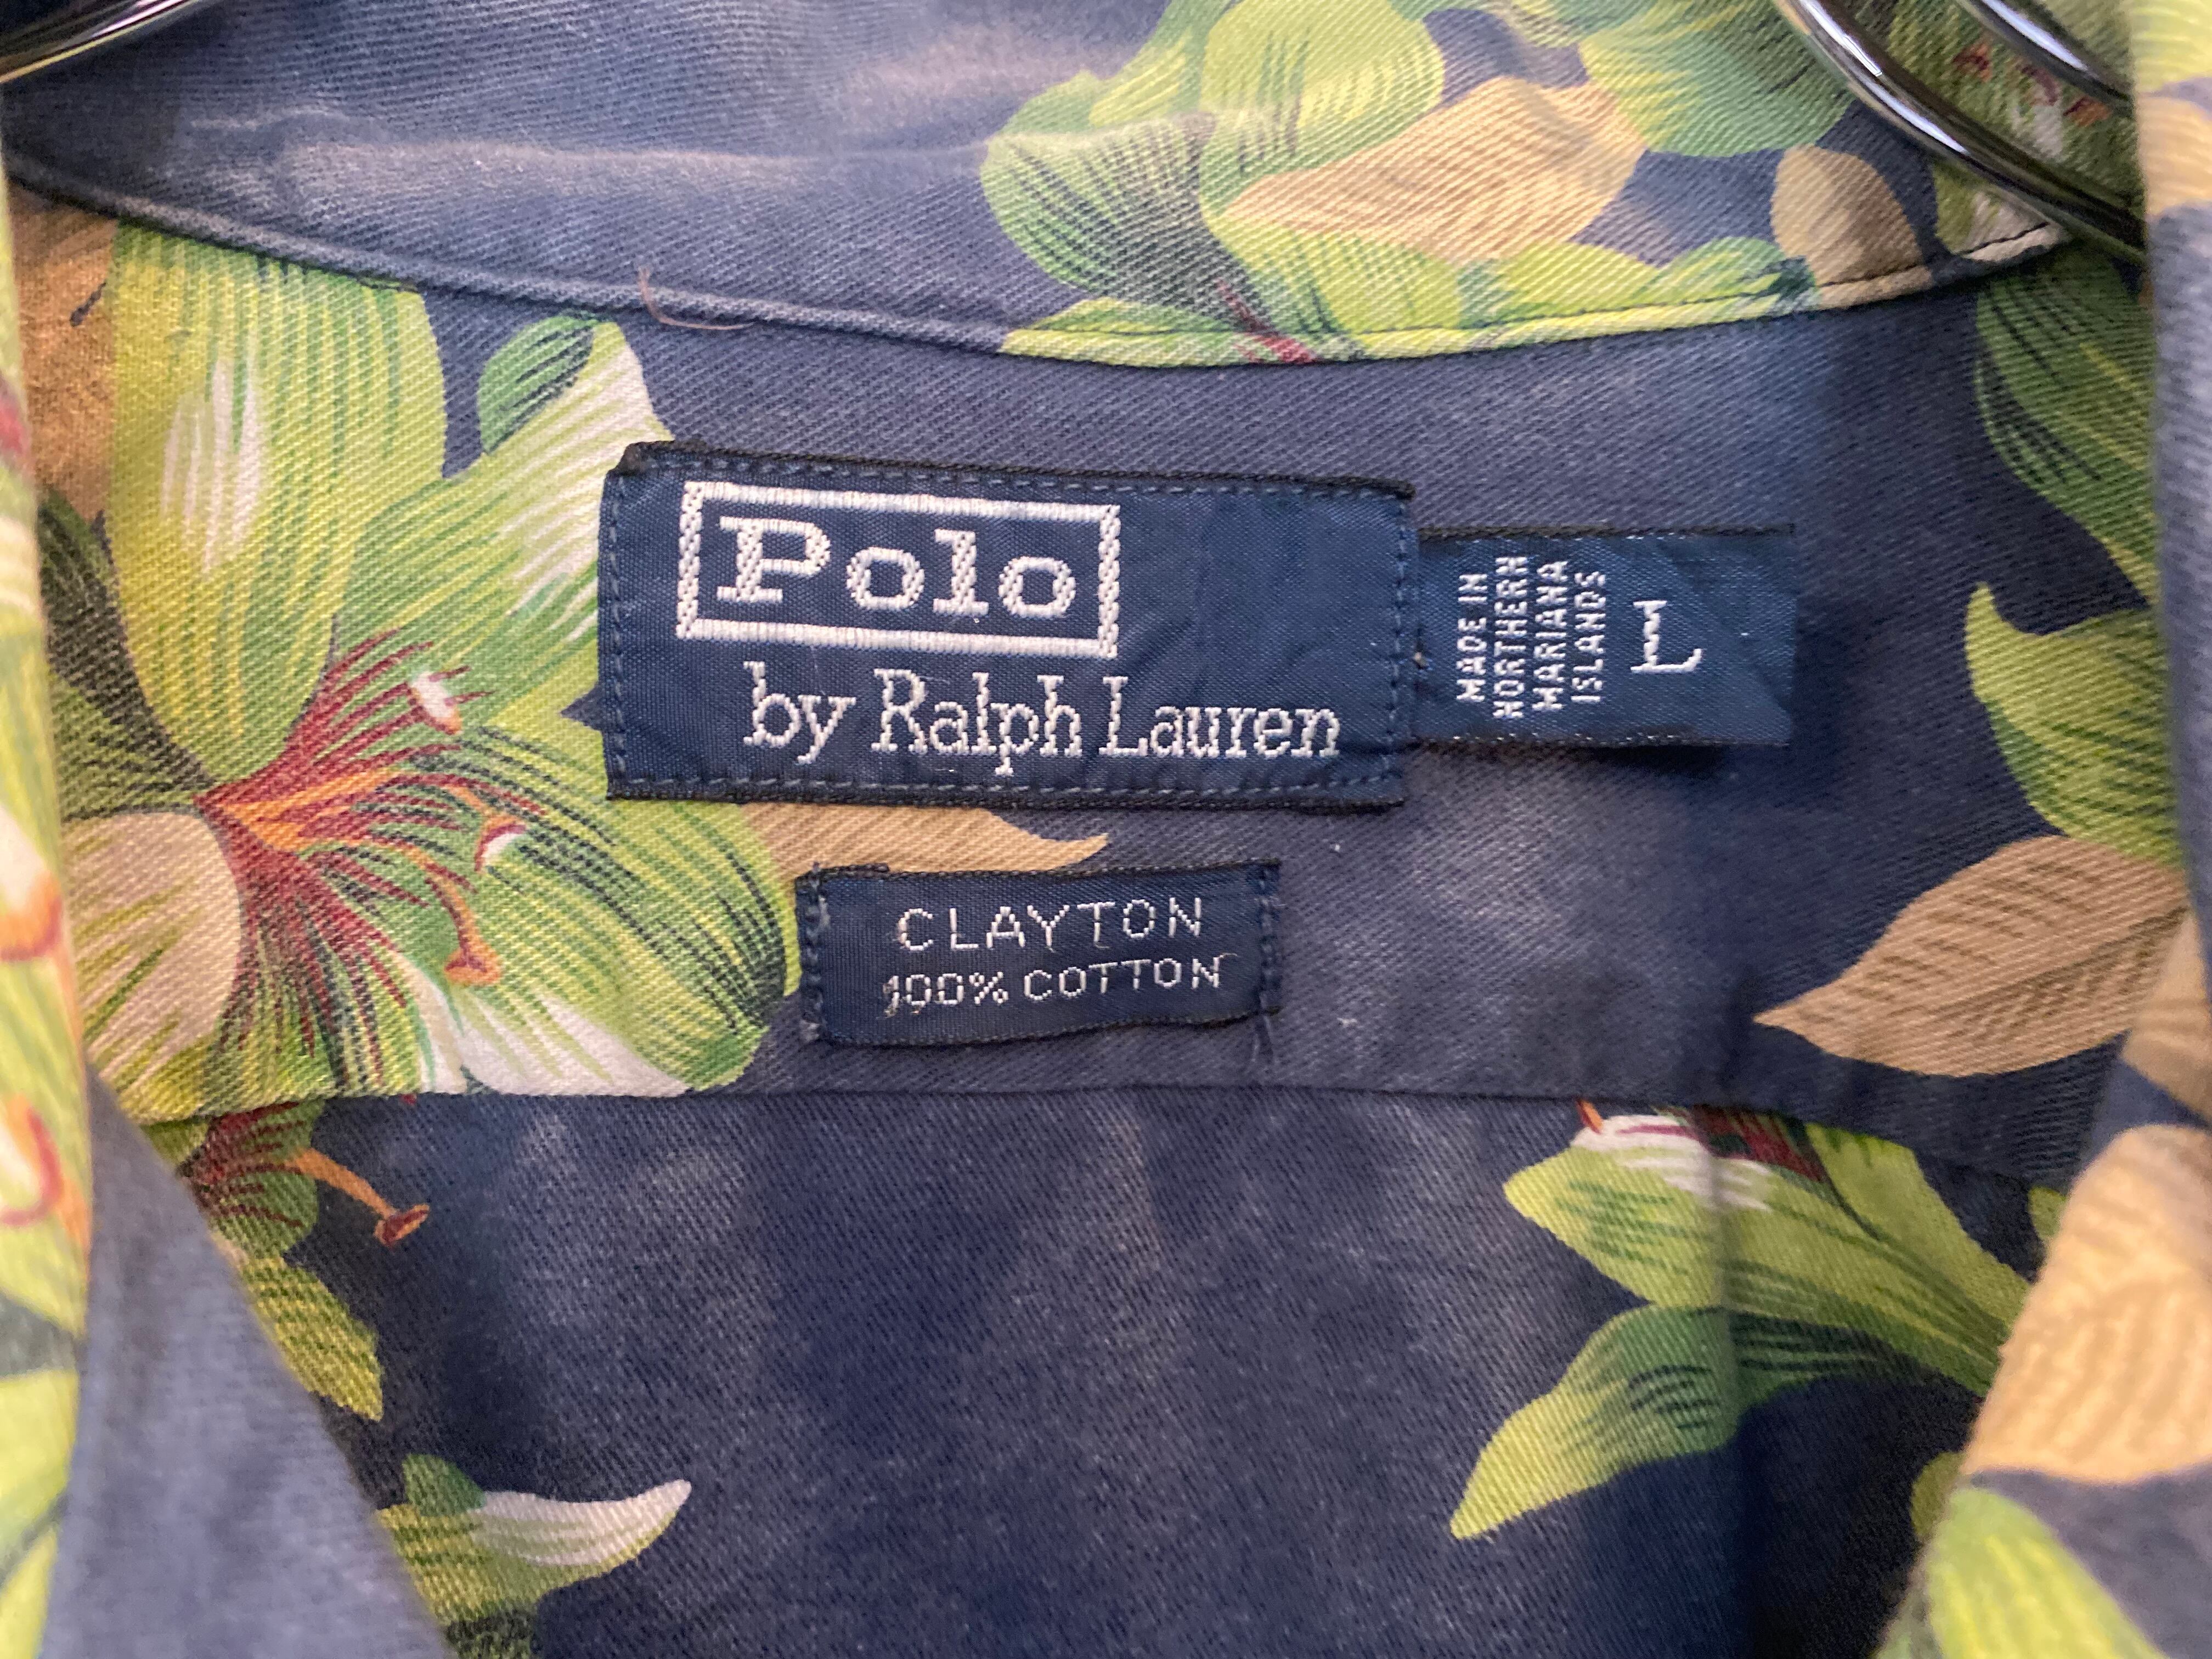 Polo
by Ralph Lauren
MADE IN
NORTHERN
MARIANA
ISLANDS
L
CLAYTON
100% COTTON